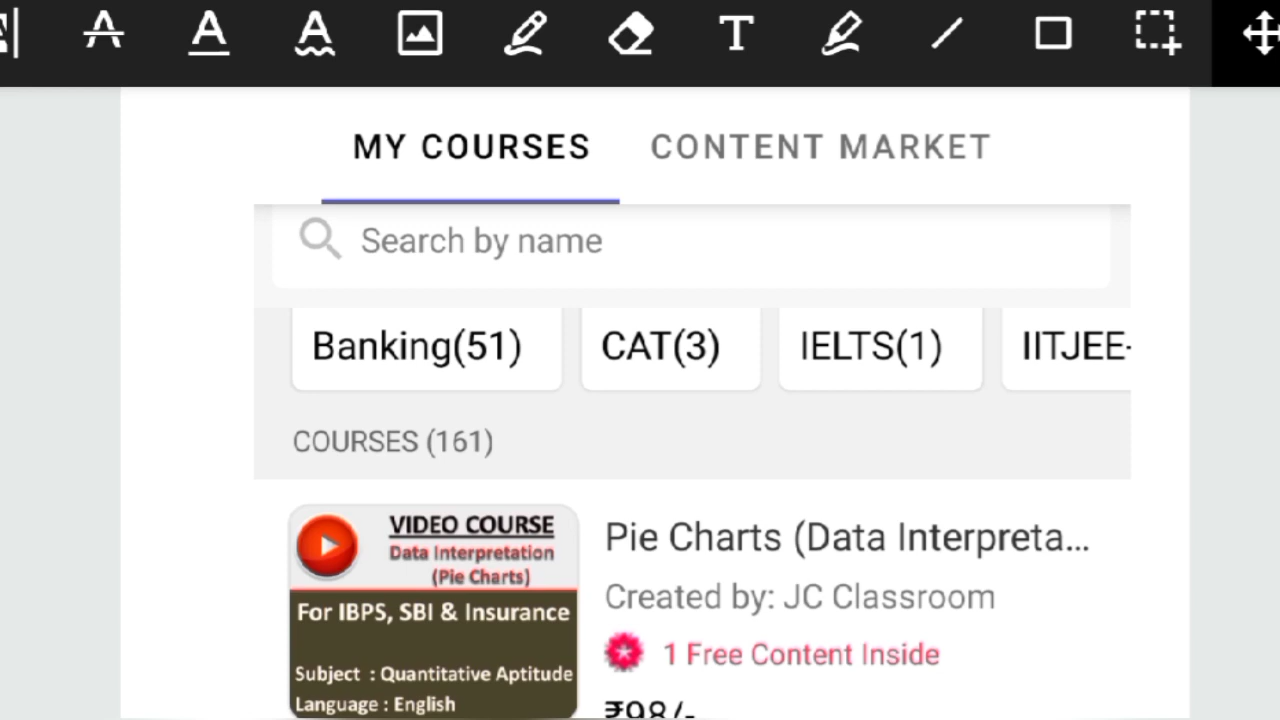 MY COURSES CONTENT MARKET
Search by name
Banking(51) CAT(3) IELTS(1) IITJEE-
COURSES (161)
VIDEO COURSE
Data Interpretation
(Pie Charts)
For IBPS, SBI & Insurance
Subject : Quantitative Aptitude
Language : English
Pie Charts (Data Interpreta...
Created by: JC Classroom
1 Free Content Inside
₹98/-